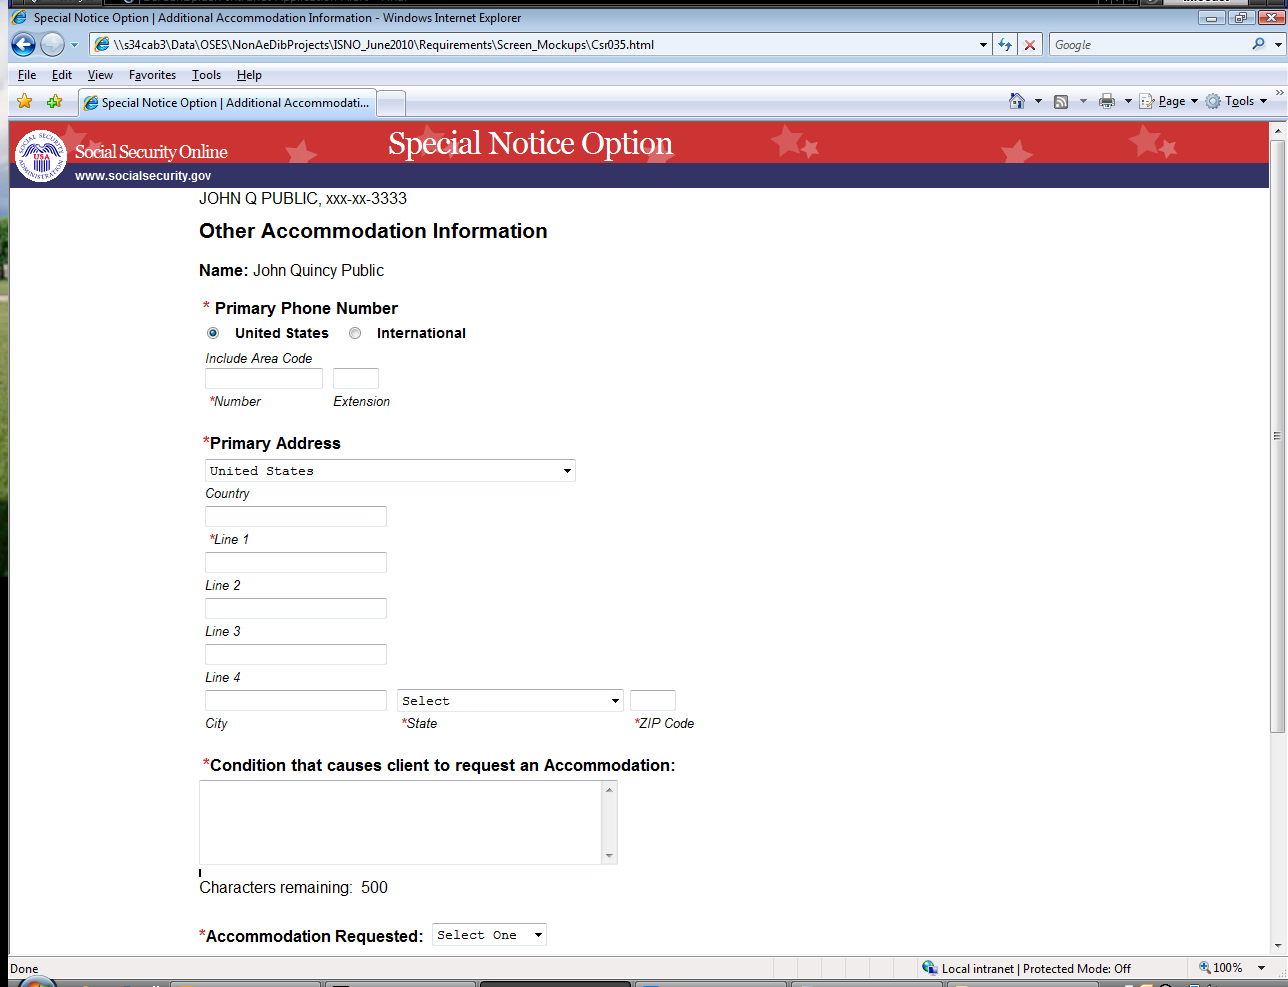 Special Notice Option | Additional Accommodation Information - Windows Internet Explorer
\\s34cab3\Data\OSES\NonAeDibProjects\ISNO_June2010\Requirements\Screen_Mockups\Csr035.html
Google
File Edit View Favorites Tools Help
Special Notice Option | Additional Accommodati...
Page Tools
SOCIAL SECURITY ADMINISTRATION
USA
Social Security Online
Special Notice Option
www.socialsecurity.gov
JOHN Q PUBLIC, xxx-xx-3333
Other Accommodation Information
Name: John Quincy Public
* Primary Phone Number
United States International
Include Area Code
*Number Extension
*Primary Address
United States
Country
*Line 1
Line 2
Line 3
Line 4
Select
City *State *ZIP Code
*Condition that causes client to request an Accommodation:
Characters remaining: 500
*Accommodation Requested: Select One
Done Local intranet | Protected Mode: Off 100%